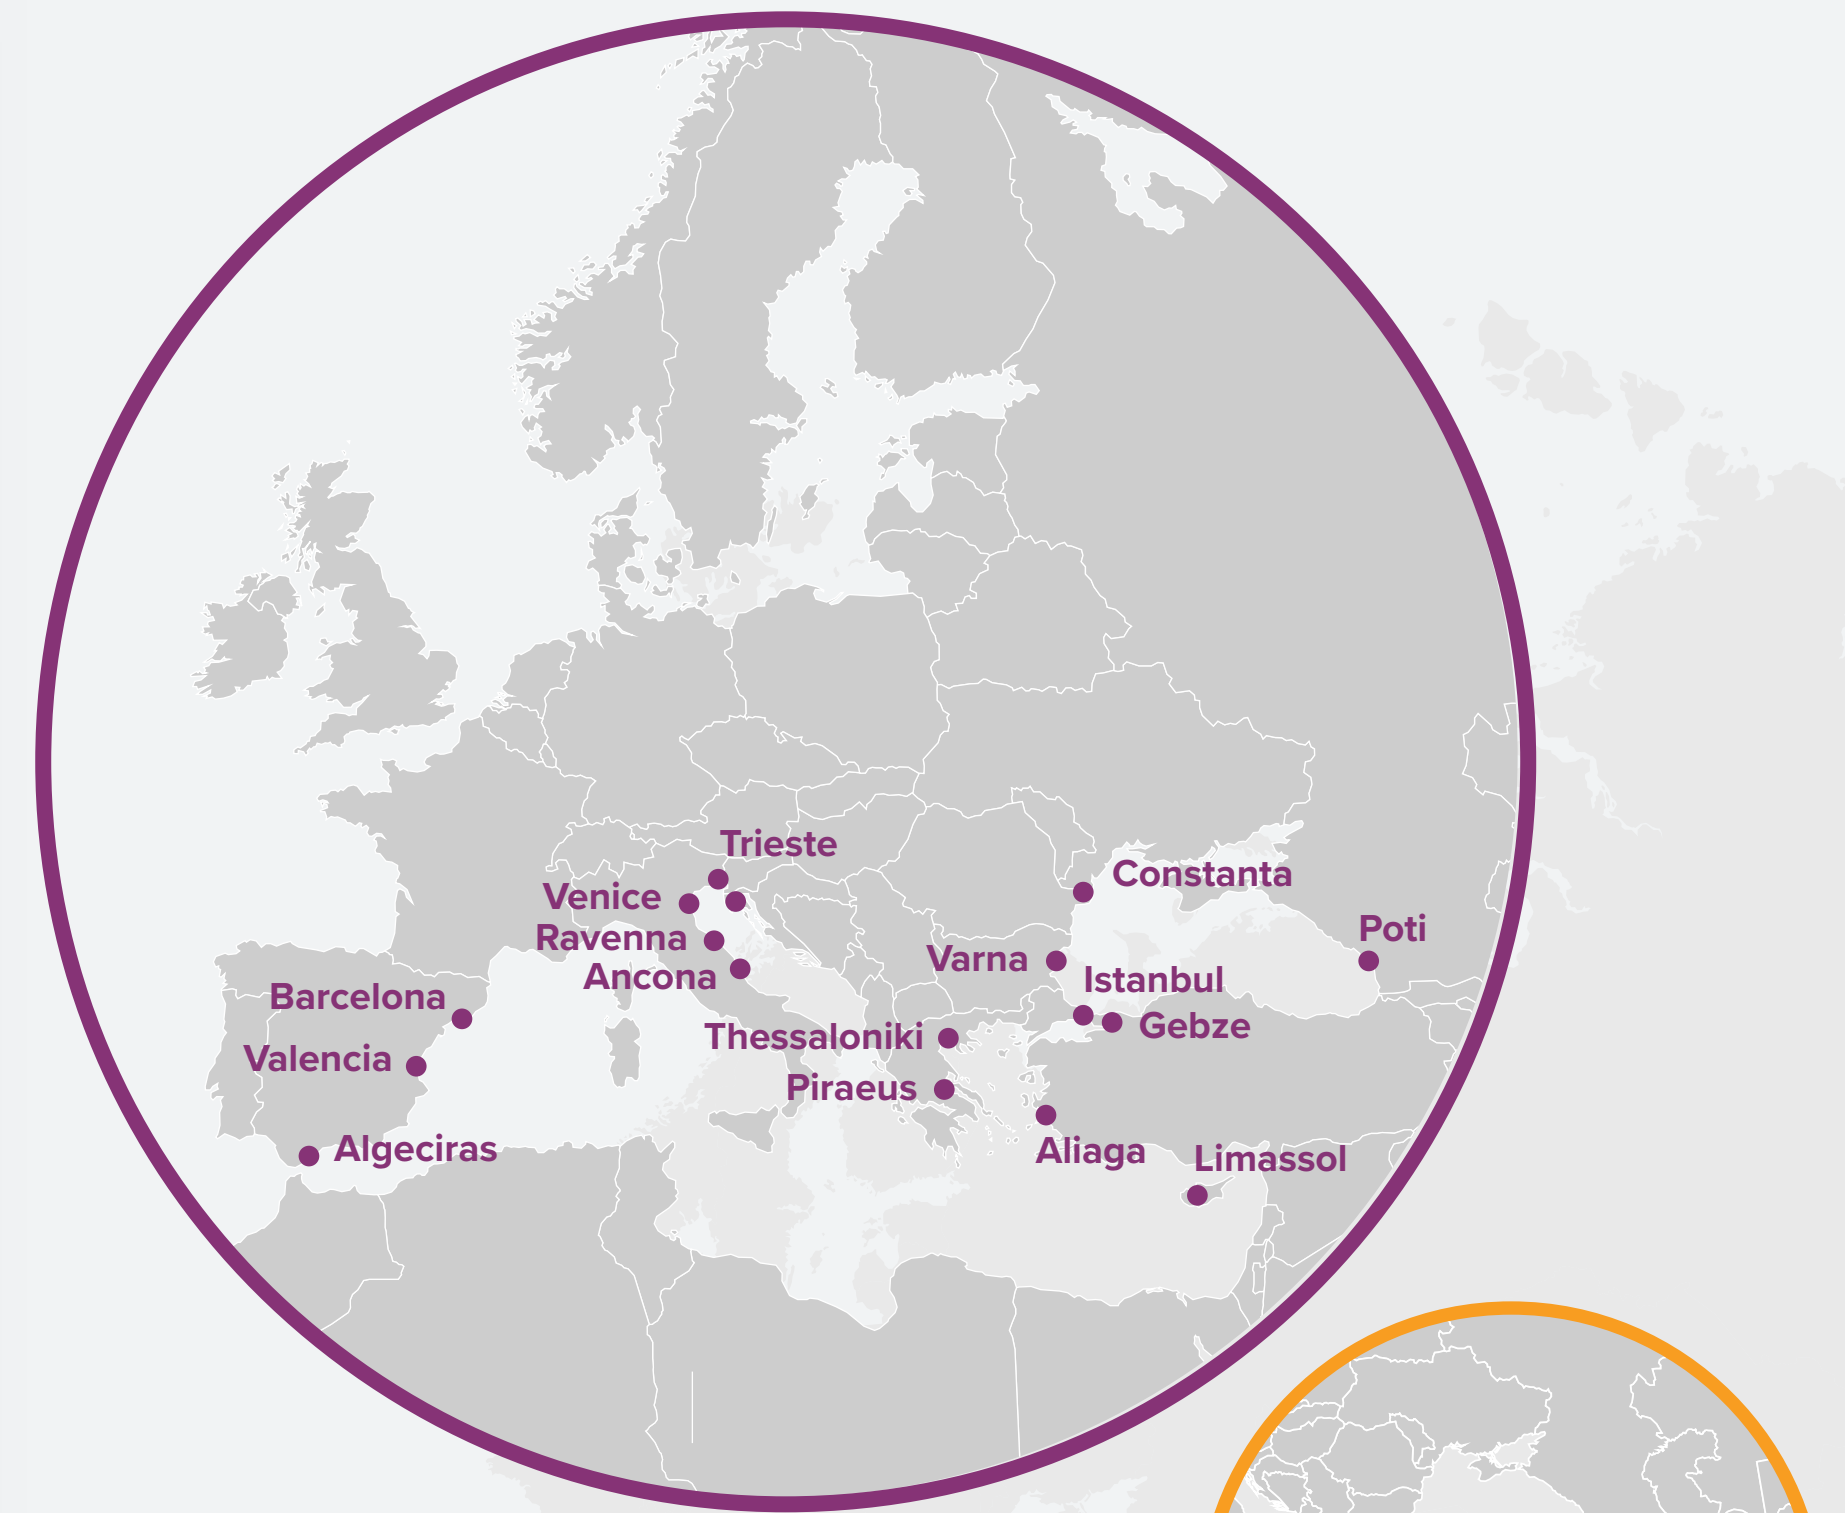 Trieste
Constanta
Venice
Poti
Ravenna
Varna
Ancona
Istanbul
Barcelona
Gebze
Thessaloniki
Valencia
Piraeus
Algeciras
Aliaga
Limassol